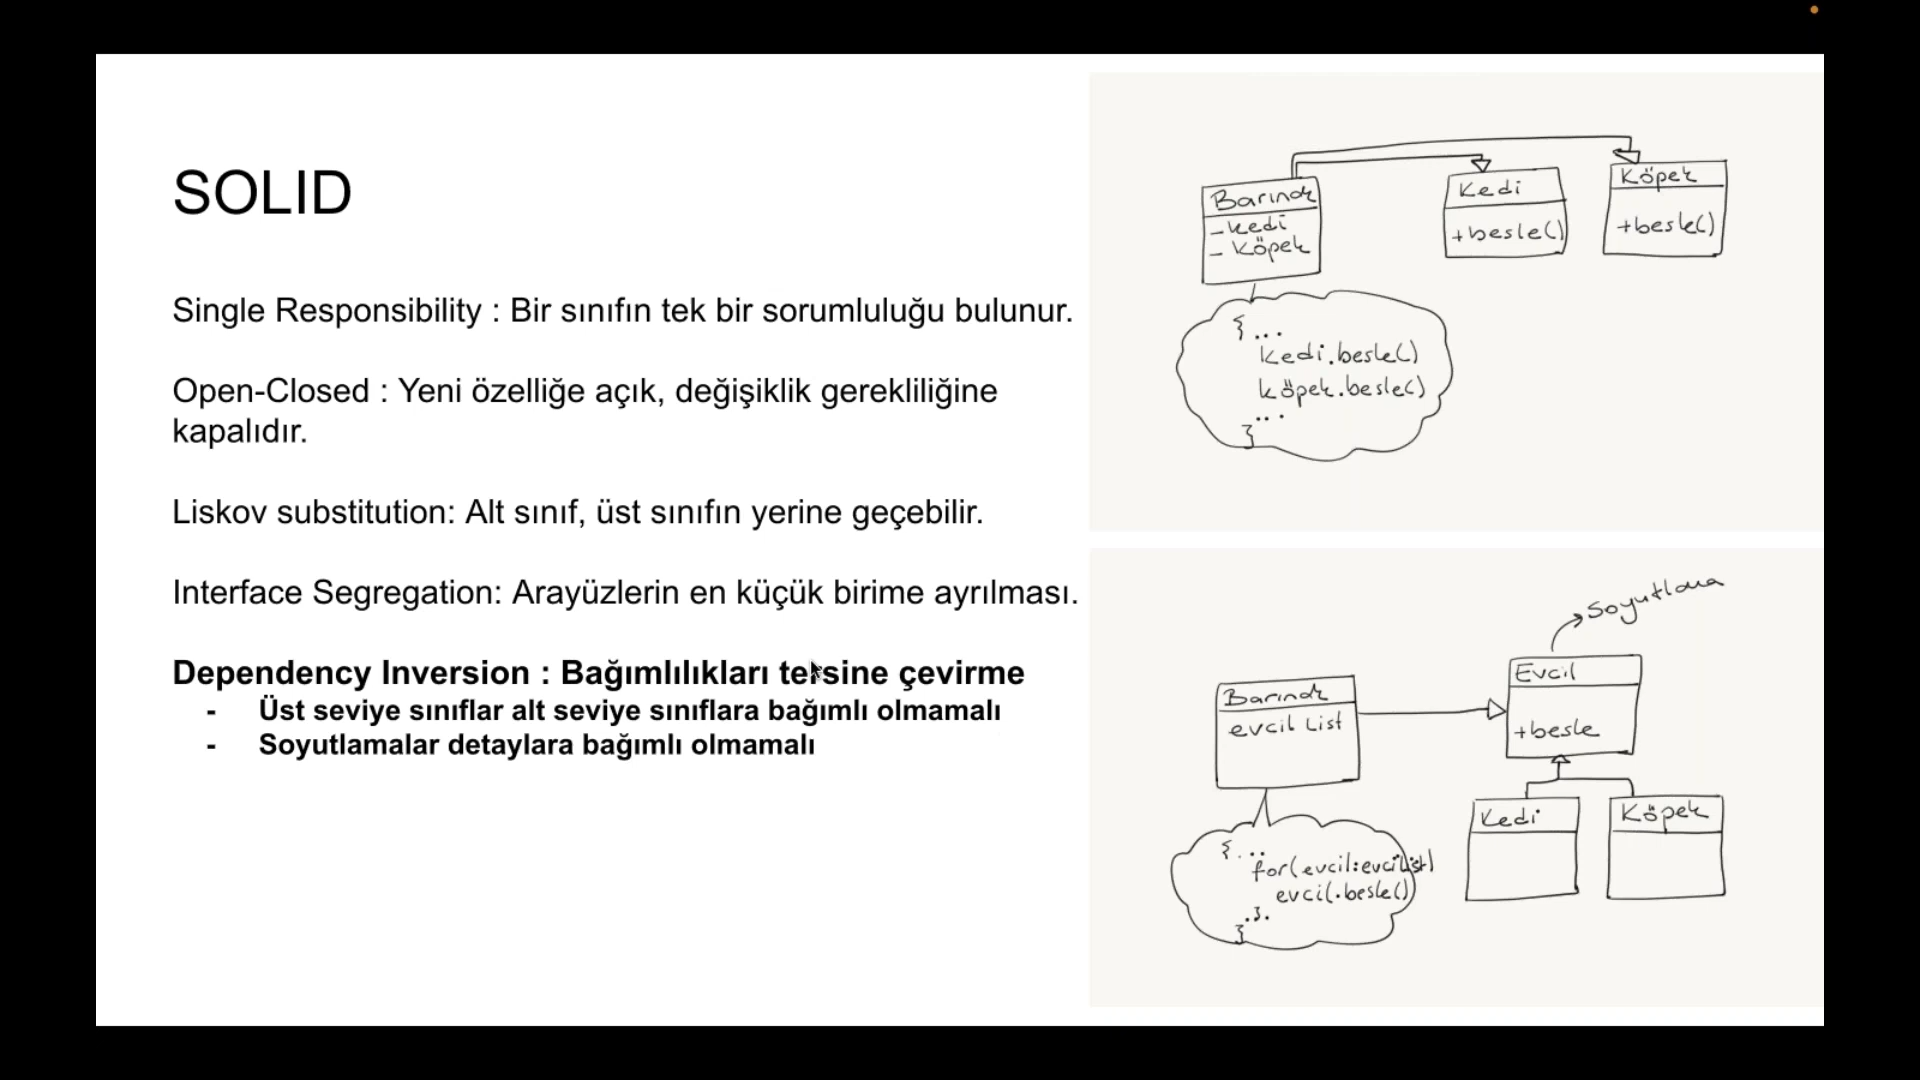 SOLID
Single Responsibility : Bir sınıfın tek bir sorumluluğu bulunur.
Open-Closed : Yeni özelliğe açık, değişiklik gerekliliğine
kapalıdır.
Liskov substitution: Alt sınıf, üst sınıfın yerine geçebilir.
Interface Segregation: Arayüzlerin en küçük birime ayrılması.
Dependency Inversion : Bağımlılıkları tersine çevirme
- Üst seviye sınıflar alt seviye sınıflara bağımlı olmamalı
- Soyutlamalar detaylara bağımlı olmamalı
Barınak
- kedi
- köpek
Kedi
+besle()
Köpek
+besle()
{ ...
kedi.besle()
köpek.besle()
...
}
Soyutlama
Evcil
+besle
Barınak
evcil List
Kedi
Köpek
{ ...
for(evcil:evcilList)
evcil.besle()
...
}